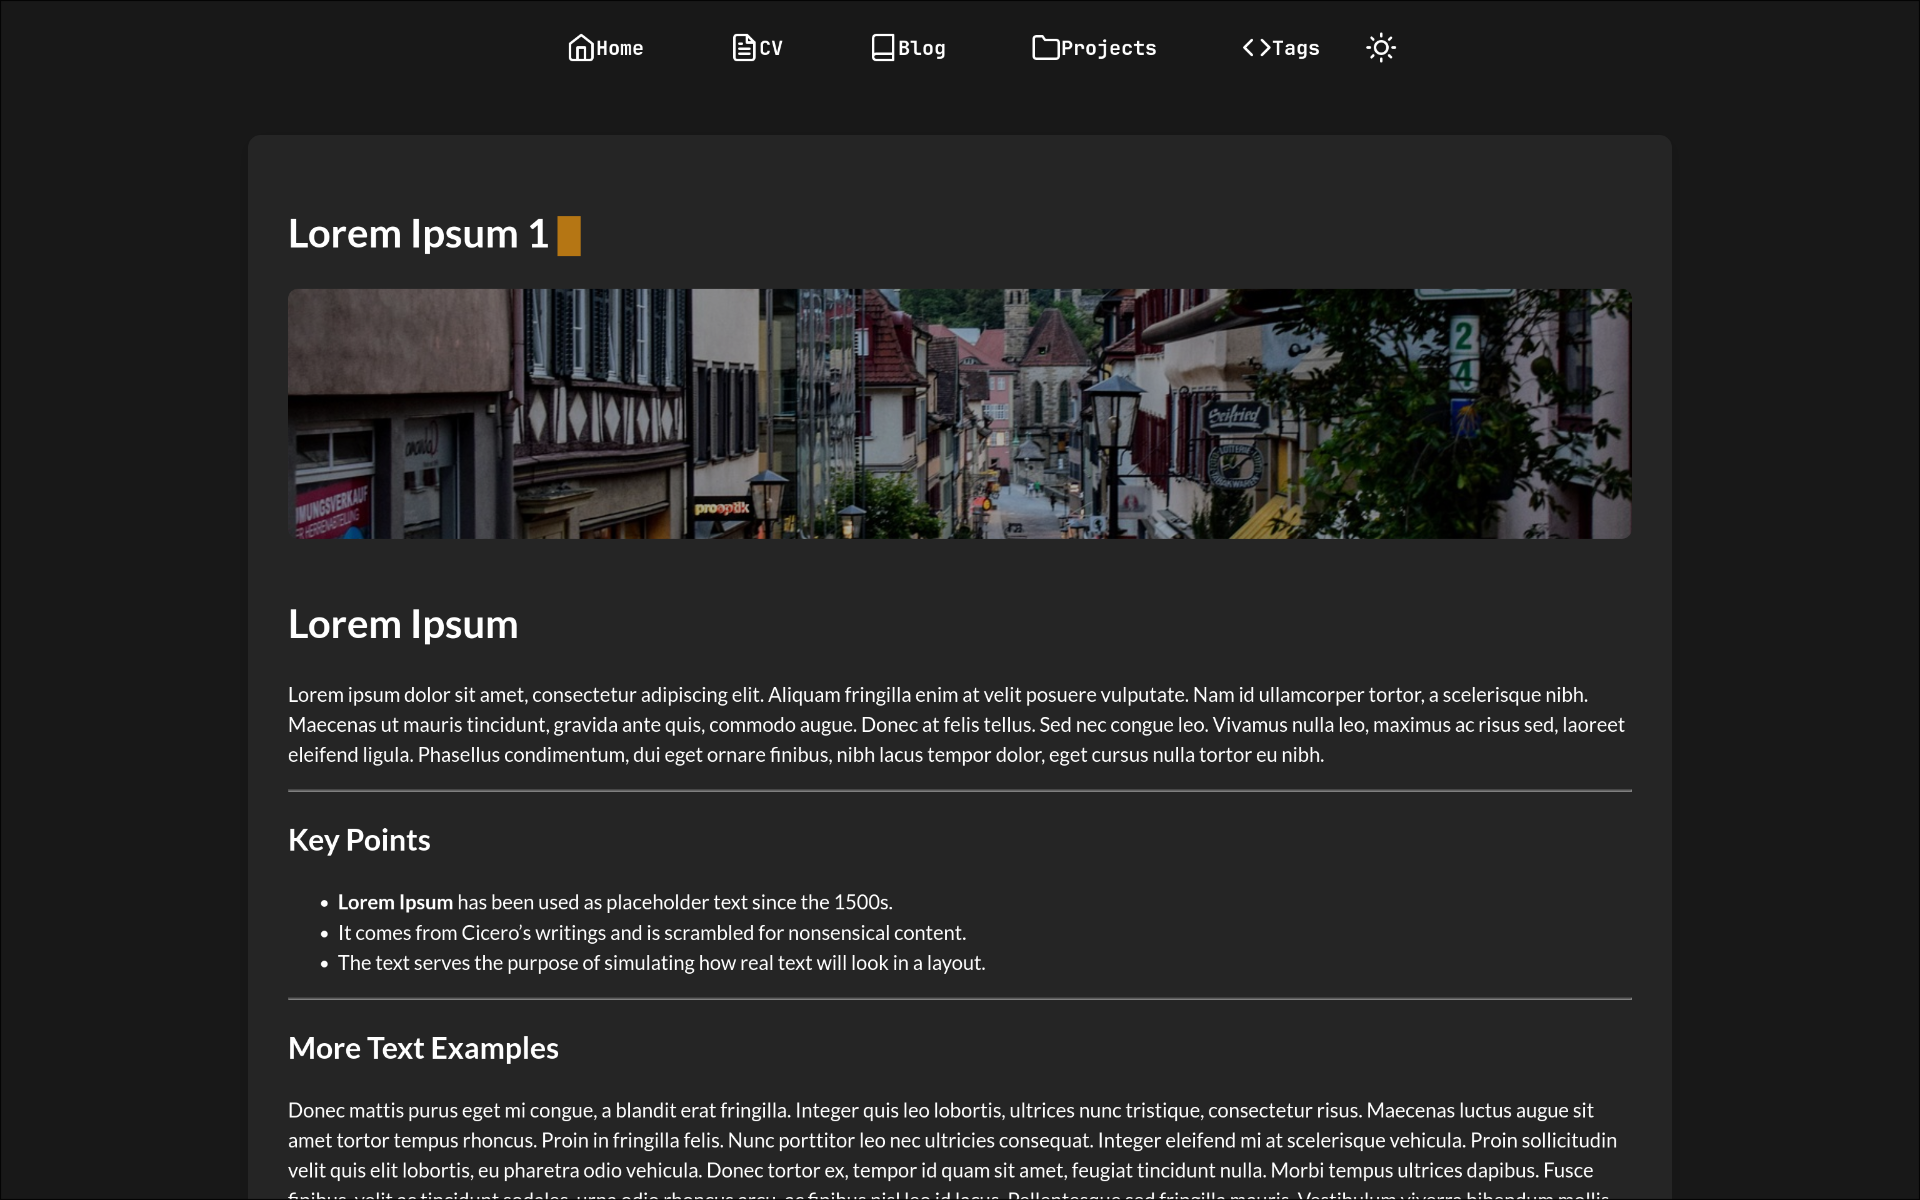 Home CV Blog Projects Tags
Lorem Ipsum 1
2
4
Seifried
prooptik
MUNGSVERKAUF
Lorem Ipsum
Lorem ipsum dolor sit amet, consectetur adipiscing elit. Aliquam fringilla enim at velit posuere vulputate. Nam id ullamcorper tortor, a scelerisque nibh.
Maecenas ut mauris tincidunt, gravida ante quis, commodo augue. Donec at felis tellus. Sed nec congue leo. Vivamus nulla leo, maximus ac risus sed, laoreet
eleifend ligula. Phasellus condimentum, dui eget ornare finibus, nibh lacus tempor dolor, eget cursus nulla tortor eu nibh.
Key Points
• Lorem Ipsum has been used as placeholder text since the 1500s.
• It comes from Cicero’s writings and is scrambled for nonsensical content.
• The text serves the purpose of simulating how real text will look in a layout.
More Text Examples
Donec mattis purus eget mi congue, a blandit erat fringilla. Integer quis leo lobortis, ultrices nunc tristique, consectetur risus. Maecenas luctus augue sit
amet tortor tempus rhoncus. Proin in fringilla felis. Nunc porttitor leo nec ultricies consequat. Integer eleifend mi at scelerisque vehicula. Proin sollicitudin
velit quis elit lobortis, eu pharetra odio vehicula. Donec tortor ex, tempor id quam sit amet, feugiat tincidunt nulla. Morbi tempus ultrices dapibus. Fusce